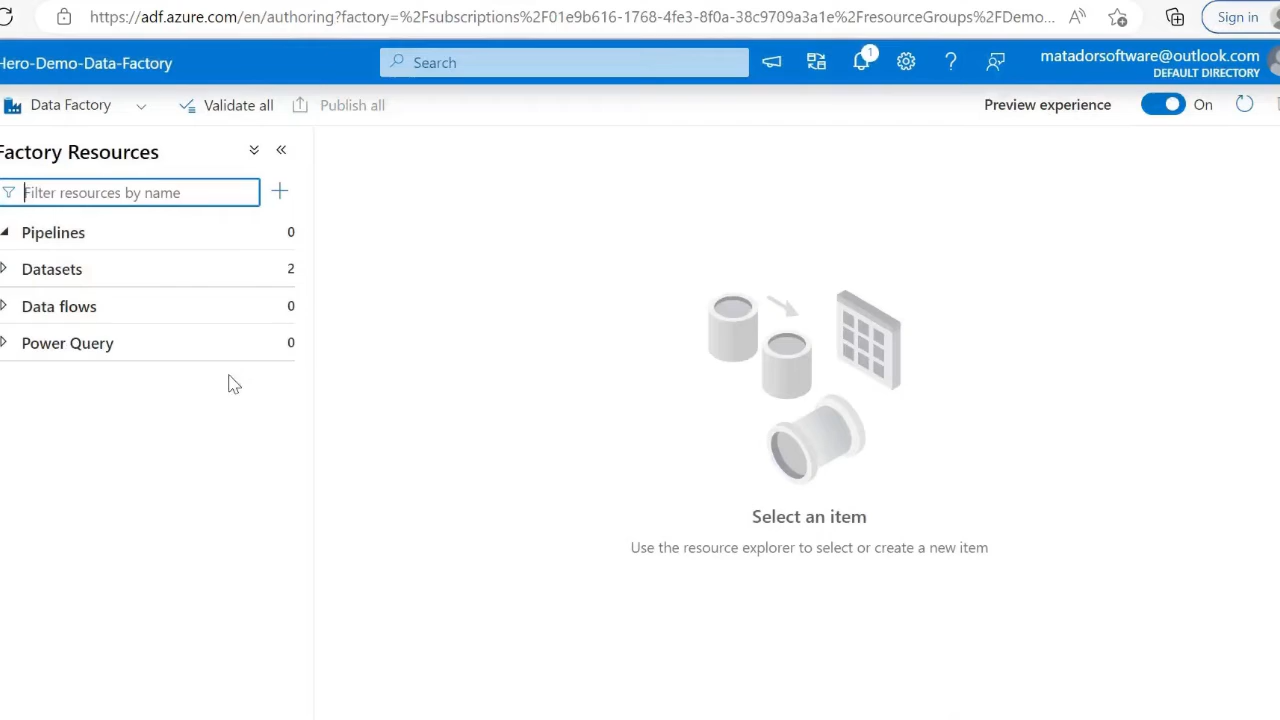 https://adf.azure.com/en/authoring?factory=%2Fsubscriptions%2F01e9b616-1768-4fe3-8f0a-38c9709a3a1e%2FresourceGroups%2FDemo...
Sign in
Hero-Demo-Data-Factory
Search
1
matadorsoftware@outlook.com
DEFAULT DIRECTORY
Data Factory
Validate all
Publish all
Preview experience
On
Factory Resources
Filter resources by name
Pipelines 0
Datasets 2
Data flows 0
Power Query 0
Select an item
Use the resource explorer to select or create a new item